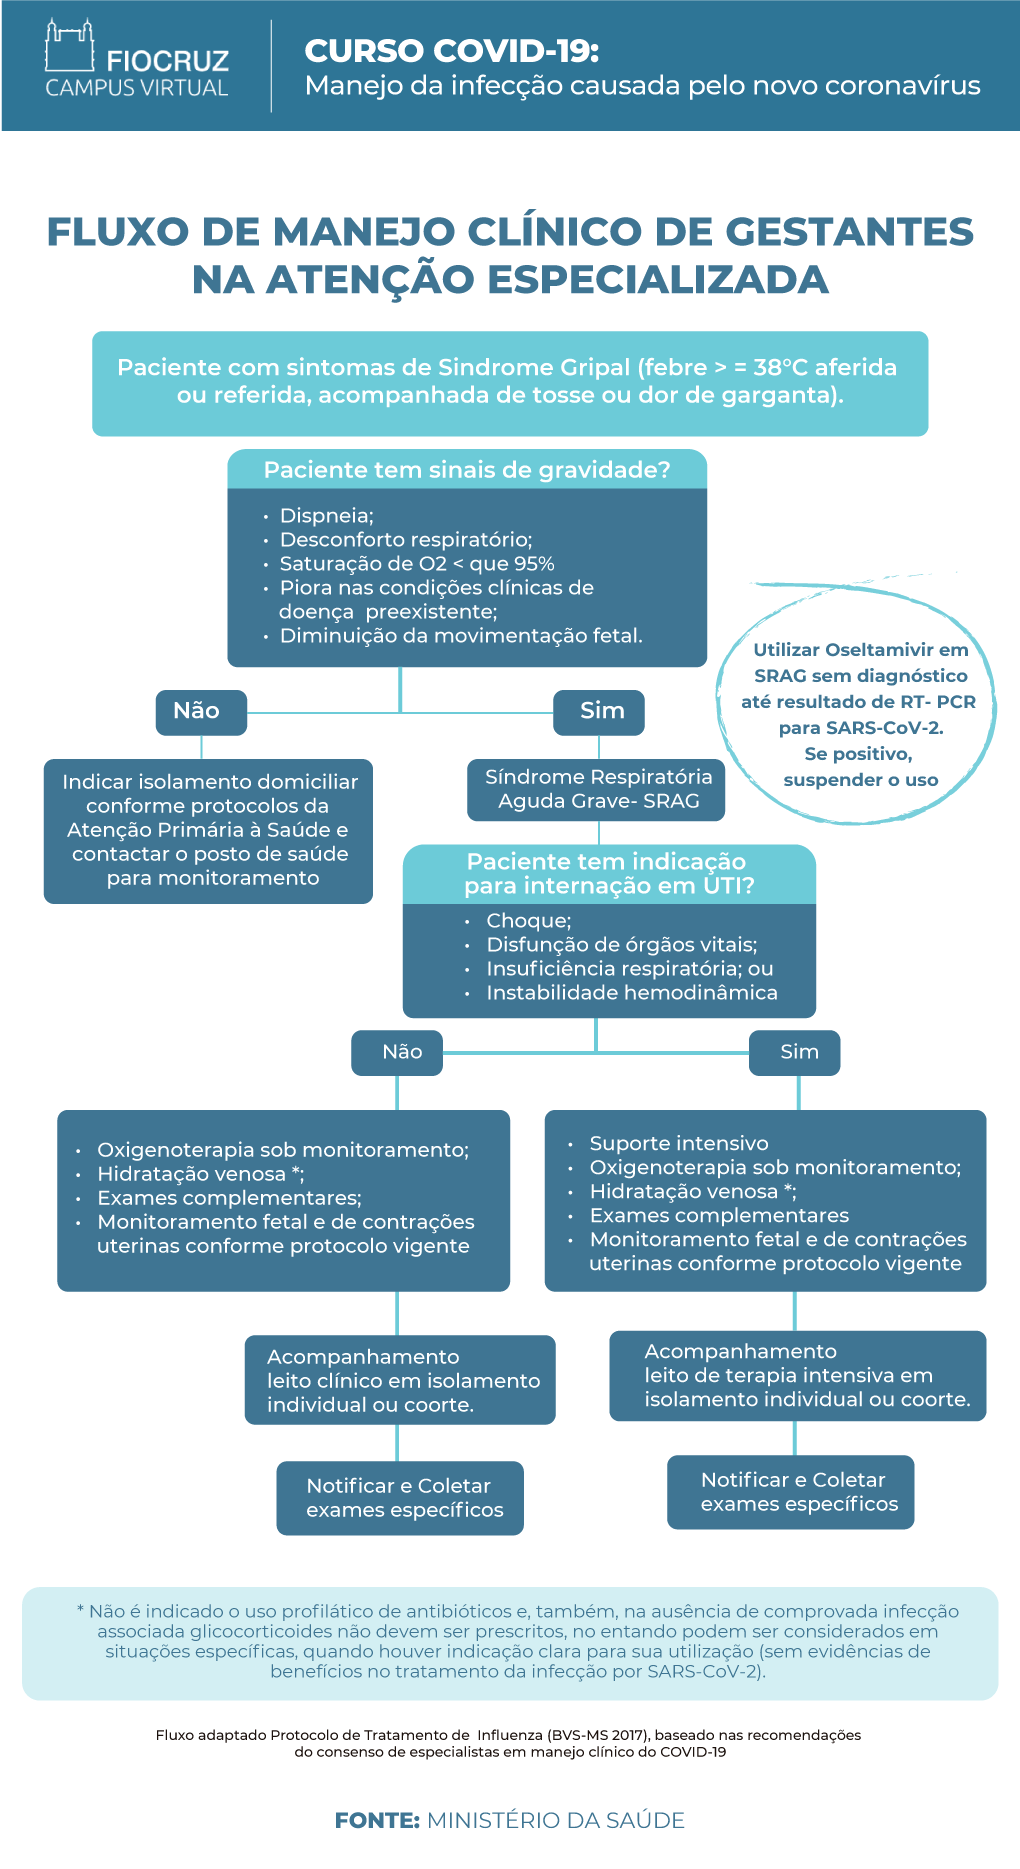 FIOCRUZ
CAMPUS VIRTUAL
CURSO COVID-19:
Manejo da infecção causada pelo novo coronavírus
FLUXO DE MANEJO CLÍNICO DE GESTANTES
NA ATENÇÃO ESPECIALIZADA
Paciente com sintomas de Sindrome Gripal (febre > = 38°C aferida
ou referida, acompanhada de tosse ou dor de garganta).
Paciente tem sinais de gravidade?
• Dispneia;
• Desconforto respiratório;
• Saturação de O2 < que 95%
• Piora nas condições clínicas de
doença preexistente;
• Diminuição da movimentação fetal.
Utilizar Oseltamivir em
SRAG sem diagnóstico
até resultado de RT- PCR
para SARS-CoV-2.
Se positivo,
suspender o uso
Não
Sim
Indicar isolamento domiciliar
conforme protocolos da
Atenção Primária à Saúde e
contactar o posto de saúde
para monitoramento
Síndrome Respiratória
Aguda Grave- SRAG
Paciente tem indicação
para internação em UTI?
• Choque;
• Disfunção de órgãos vitais;
• Insuficiência respiratória; ou
• Instabilidade hemodinâmica
Não
Sim
• Oxigenoterapia sob monitoramento;
• Hidratação venosa *;
• Exames complementares;
• Monitoramento fetal e de contrações
uterinas conforme protocolo vigente
• Suporte intensivo
Oxigenoterapia sob monitoramento;
• Hidratação venosa *;
• Exames complementares
• Monitoramento fetal e de contrações
uterinas conforme protocolo vigente
Acompanhamento
leito clínico em isolamento
individual ou coorte.
Acompanhamento
leito de terapia intensiva em
isolamento individual ou coorte.
Notificar e Coletar
exames específicos
Notificar e Coletar
exames específicos
* Não é indicado o uso profilático de antibióticos e, também, na ausência de comprovada infecção
associada glicocorticoides não devem ser prescritos, no entando podem ser considerados em
situações específicas, quando houver indicação clara para sua utilização (sem evidências de
benefícios no tratamento da infecção por SARS-CoV-2).
Fluxo adaptado Protocolo de Tratamento de Influenza (BVS-MS 2017), baseado nas recomendações
do consenso de especialistas em manejo clínico do COVID-19
FONTE: MINISTÉRIO DA SAÚDE